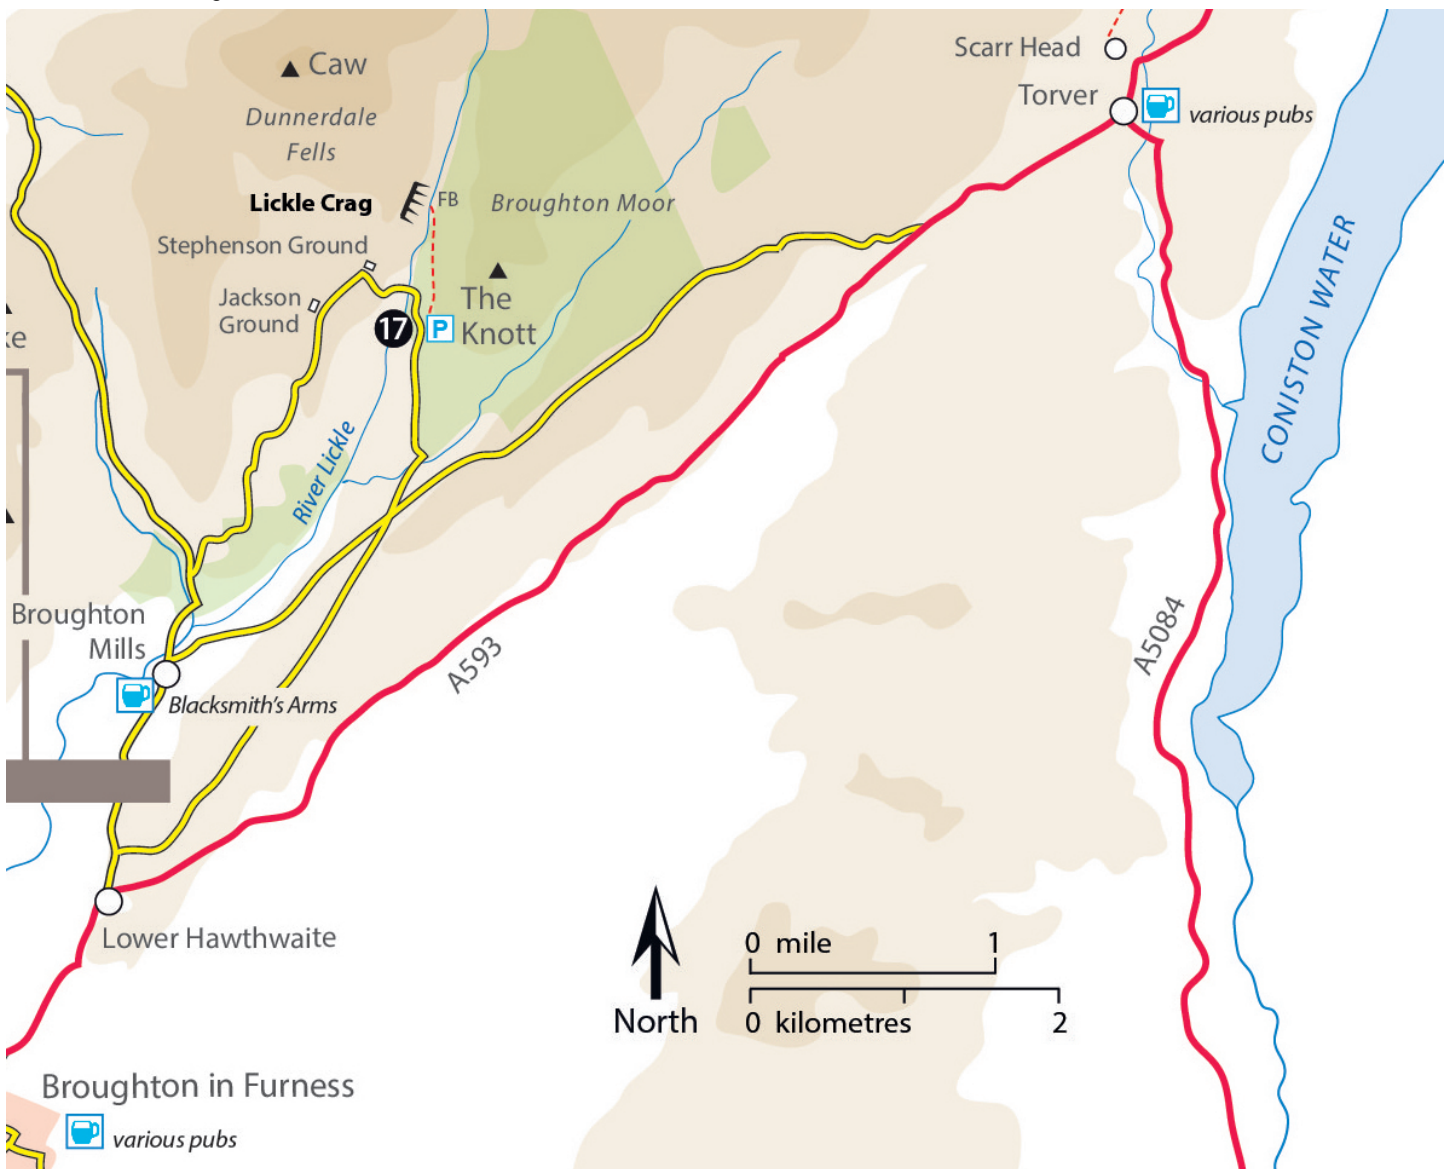 Scarr Head
Torver
various pubs
Caw
Dunnerdale
Fells
Lickle Crag
FB
Broughton Moor
Stephenson Ground
Jackson
Ground
The
Knott
17
P
ke
River Lickle
CONISTON WATER
Broughton
Mills
Blacksmith's Arms
A593
A5084
Lower Hawthwaite
0 mile 1
North
0 kilometres 2
Broughton in Furness
various pubs